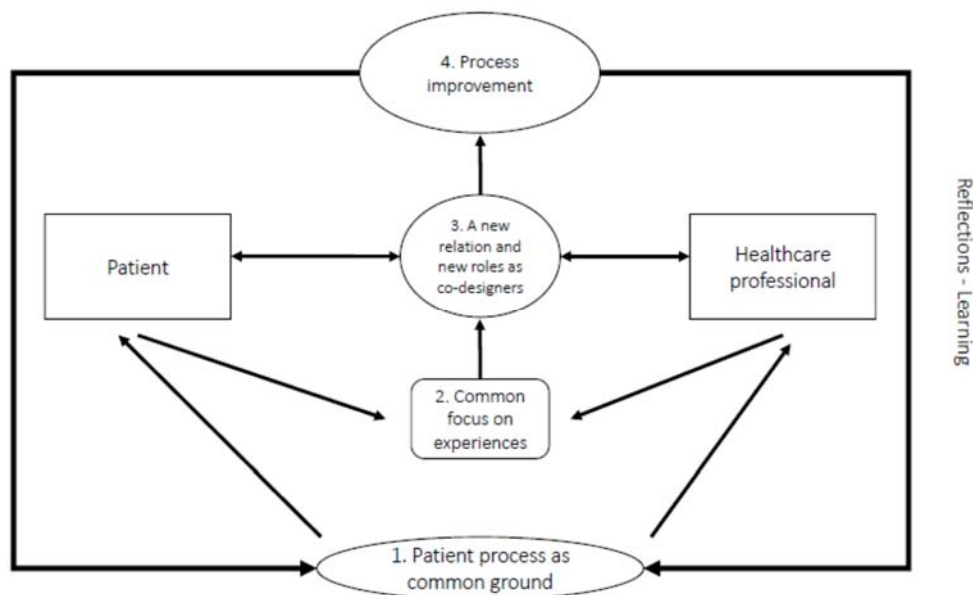 4. Process
improvement
3. A new
relation and
new roles as
co-designers
Patient
Healthcare
professional
2. Common
focus on
experiences
1. Patient process as
common ground
Reflections - Learning